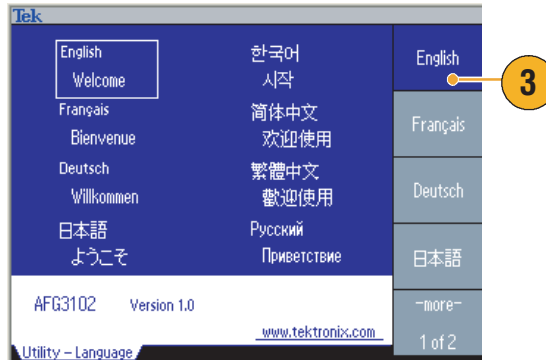 Tek
English
Welcome
Français
Bienvenue
Deutsch
Willkommen
日本語
ようこそ
한국어
시작
简体中文
欢迎使用
繁體中文
歡迎使用
Русский
Приветствие
AFG3102 Version 1.0
www.tektronix.com
Utility – Language
English
Français
Deutsch
日本語
-more-
1 of 2
3